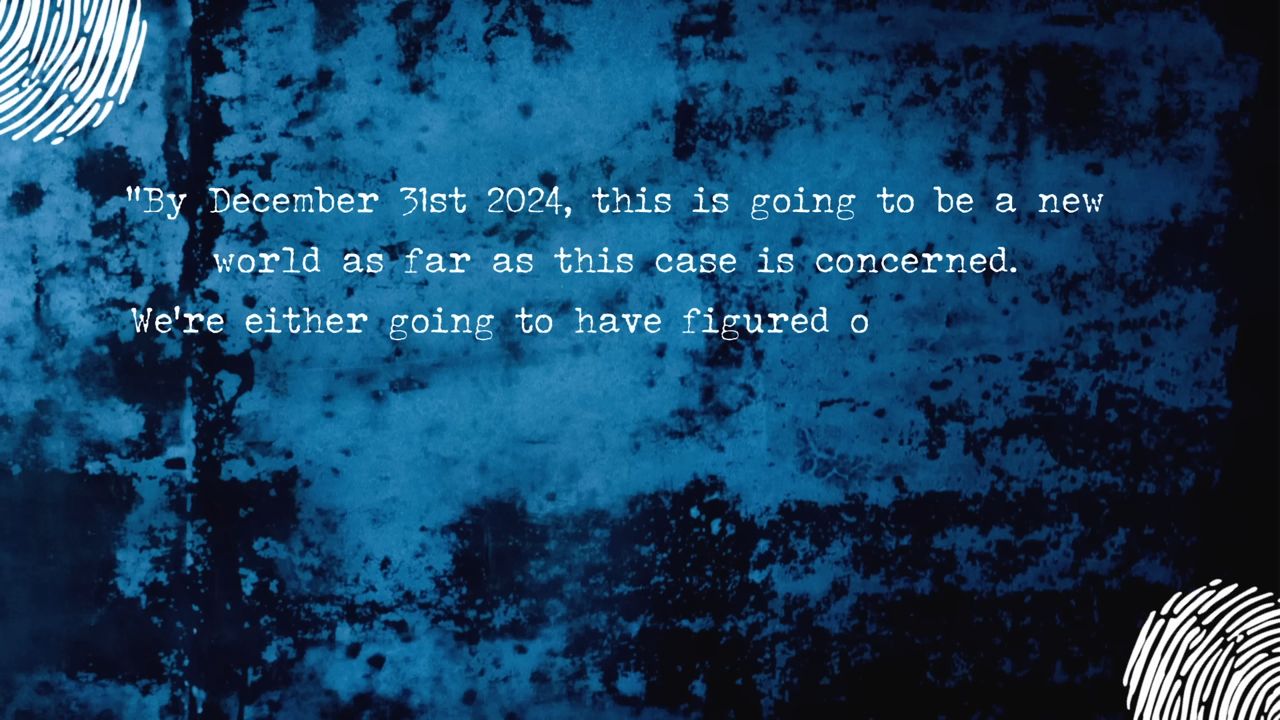 "By December 31st 2024, this is going to be a new
world as far as this case is concerned.
We're either going to have figured o